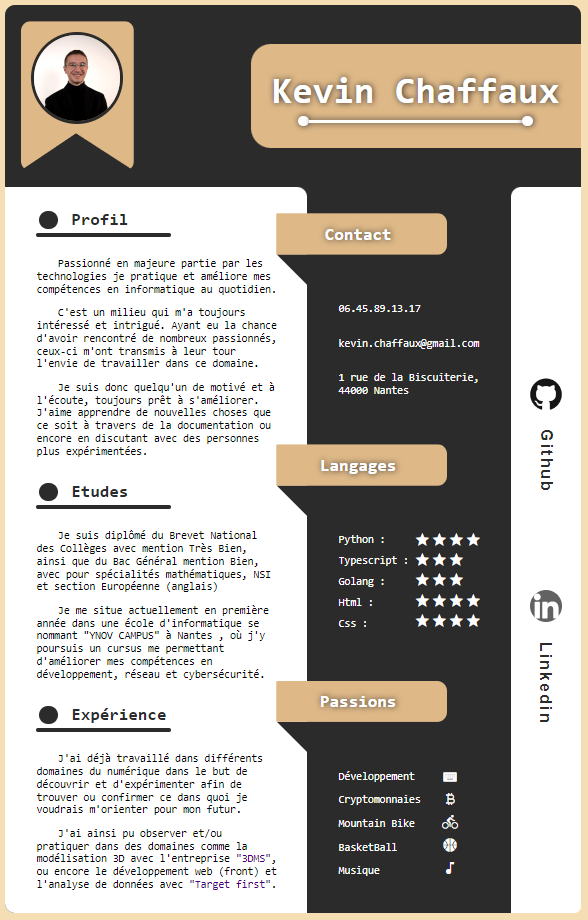 Kevin Chaffaux
Profil
Passionné en majeure partie par les
technologies je pratique et améliore mes
compétences en informatique au quotidien.
C'est un milieu qui m'a toujours
intéressé et intrigué. Ayant eu la chance
d'avoir rencontré de nombreux passionnés,
ceux-ci m'ont transmis à leur tour
l'envie de travailler dans ce domaine.
Je suis donc quelqu'un de motivé et à
l'écoute, toujours prêt à s'améliorer.
J'aime apprendre de nouvelles choses que
ce soit à travers de la documentation ou
encore en discutant avec des personnes
plus expérimentées.
Etudes
Je suis diplômé du Brevet National
des Collèges avec mention Très Bien,
ainsi que du Bac Général mention Bien,
avec pour spécialités mathématiques, NSI
et section Européenne (anglais)
Je me situe actuellement en première
année dans une école d'informatique se
nommant "YNOV CAMPUS" à Nantes , où j'y
poursuis un cursus me permettant
d'améliorer mes compétences en
développement, réseau et cybersécurité.
Expérience
J'ai déjà travaillé dans différents
domaines du numérique dans le but de
découvrir et d'expérimenter afin de
trouver ou confirmer ce dans quoi je
voudrais m'orienter pour mon futur.
J'ai ainsi pu observer et/ou
pratiquer dans des domaines comme la
modélisation 3D avec l'entreprise "3DMS",
ou encore le développement web (front) et
l'analyse de données avec "Target first".
Contact
06.45.89.13.17
kevin.chaffaux@gmail.com
1 rue de la Biscuiterie,
44000 Nantes
Langages
Python :
Typescript :
Golang :
Html :
Css :
Passions
Développement
Cryptomonnaies
Mountain Bike
BasketBall
Musique
Github
in
Linkedin